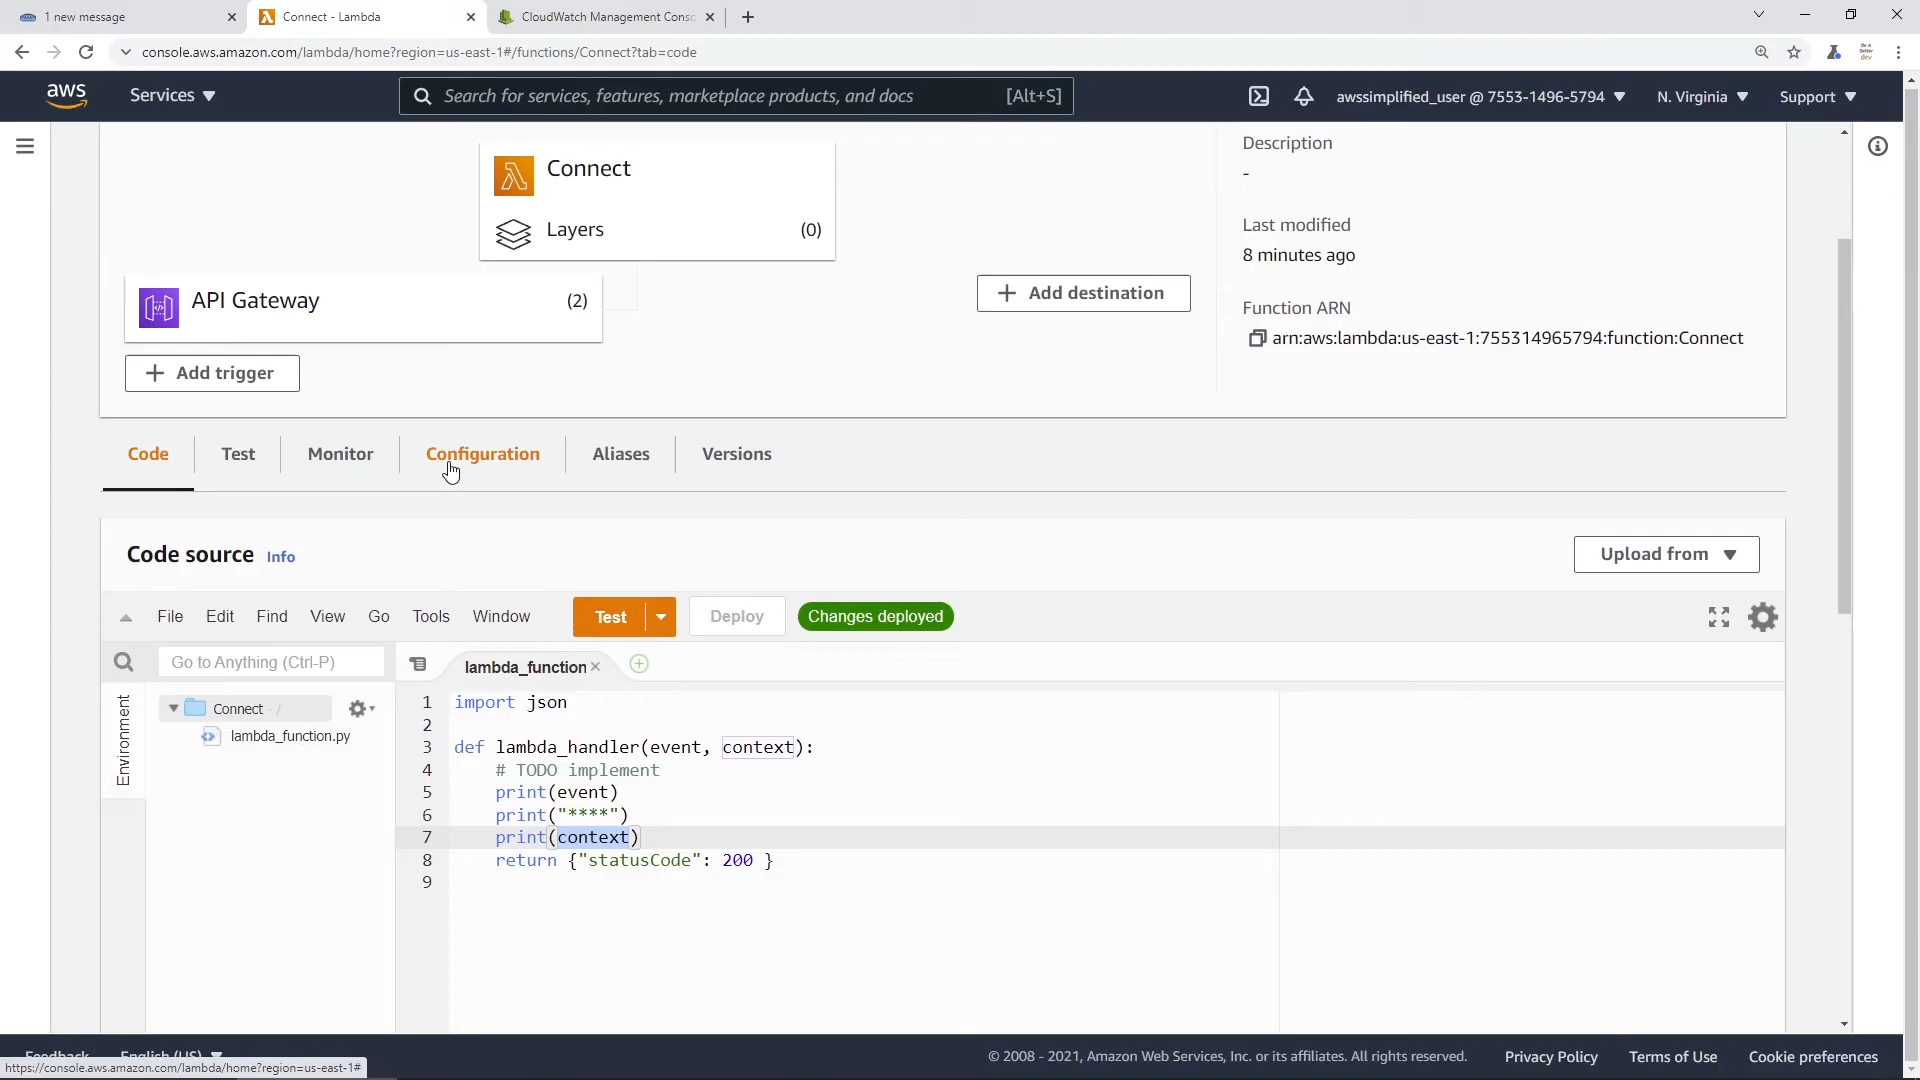 1 new message
Connect - Lambda
CloudWatch Management Consc
console.aws.amazon.com/lambda/home?region=us-east-1#/functions/Connect?tab=code
aws
Services
Search for services, features, marketplace products, and docs
[Alt+S]
awssimplified_user @ 7553-1496-5794
N. Virginia
Support
Connect
Layers
(0)
API Gateway
(2)
Add trigger
Add destination
Description
-
Last modified
8 minutes ago
Function ARN
arn:aws:lambda:us-east-1:755314965794:function:Connect
Code
Test
Monitor
Configuration
Aliases
Versions
Code source Info
Upload from
File Edit Find View Go Tools Window
Test
Deploy
Changes deployed
Go to Anything (Ctrl-P)
lambda_function
Environment
Connect - /
lambda_function.py
1 import json
2
3 def lambda_handler(event, context):
4 # TODO implement
5 print(event)
6 print("****")
7 print(context)
8 return {"statusCode": 200 }
9
Feedback
English (US)
© 2008 - 2021, Amazon Web Services, Inc. or its affiliates. All rights reserved.
Privacy Policy
Terms of Use
Cookie preferences
https://console.aws.amazon.com/lambda/home?region=us-east-1#